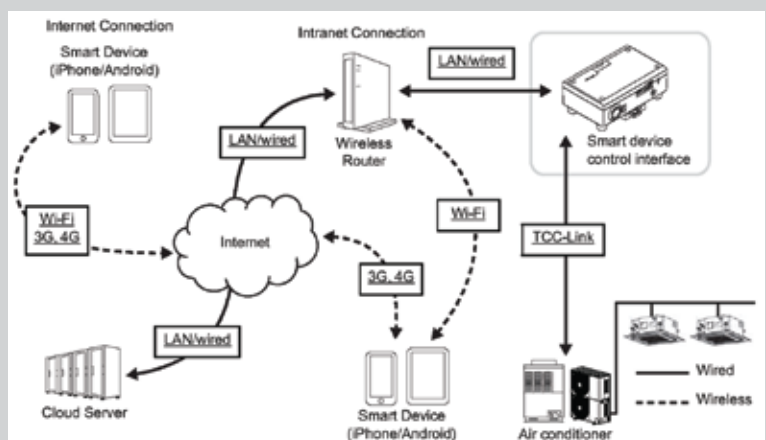 Internet Connection
Smart Device
(iPhone/Android)
Intranet Connection
LAN/wired
LAN/wired
Wireless
Router
Smart device
control interface
Wi-Fi
3G, 4G
Internet
Wi-Fi
TCC-Link
3G, 4G
LAN/wired
Cloud Server
Smart Device
(iPhone/Android)
Air conditioner
Wired
Wireless